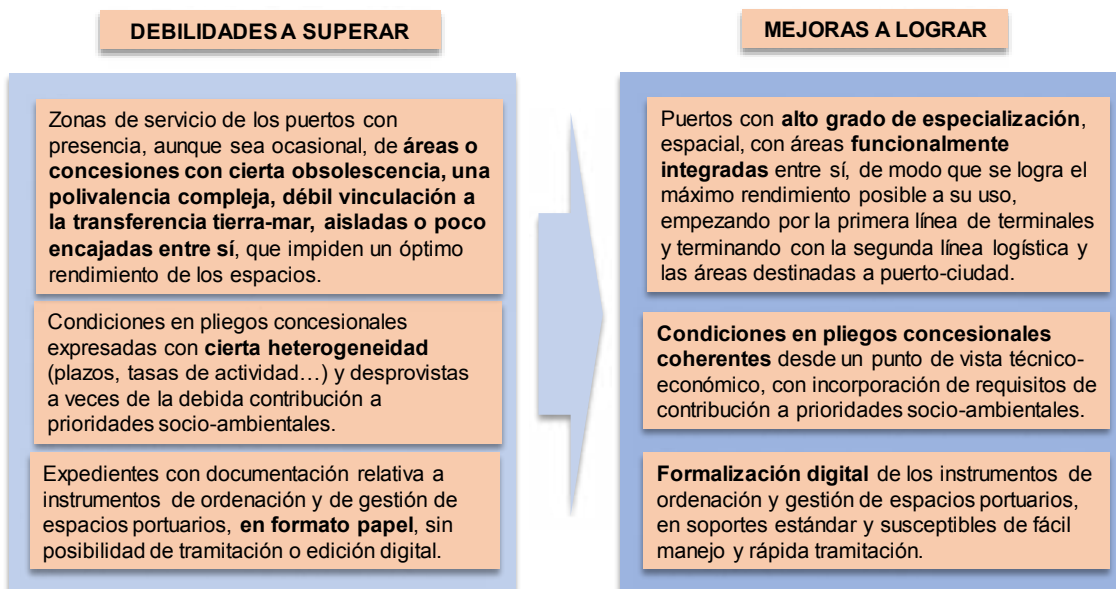 DEBILIDADES A SUPERAR
Zonas de servicio de los puertos con
presencia, aunque sea ocasional, de áreas o
concesiones con cierta obsolescencia, una
polivalencia compleja, débil vinculación a
la transferencia tierra-mar, aisladas o poco
encajadas entre sí, que impiden un óptimo
rendimiento de los espacios.
Condiciones en pliegos concesionales
expresadas con cierta heterogeneidad
(plazos, tasas de actividad…) y desprovistas
a veces de la debida contribución a
prioridades socio-ambientales.
Expedientes con documentación relativa a
instrumentos de ordenación y de gestión de
espacios portuarios, en formato papel, sin
posibilidad de tramitación o edición digital.
MEJORAS A LOGRAR
Puertos con alto grado de especialización,
espacial, con áreas funcionalmente
integradas entre sí, de modo que se logra el
máximo rendimiento posible a su uso,
empezando por la primera línea de terminales
y terminando con la segunda línea logística y
las áreas destinadas a puerto-ciudad.
Condiciones en pliegos concesionales
coherentes desde un punto de vista técnico-
económico, con incorporación de requisitos de
contribución a prioridades socio-ambientales.
Formalización digital de los instrumentos de
ordenación y gestión de espacios portuarios,
en soportes estándar y susceptibles de fácil
manejo y rápida tramitación.